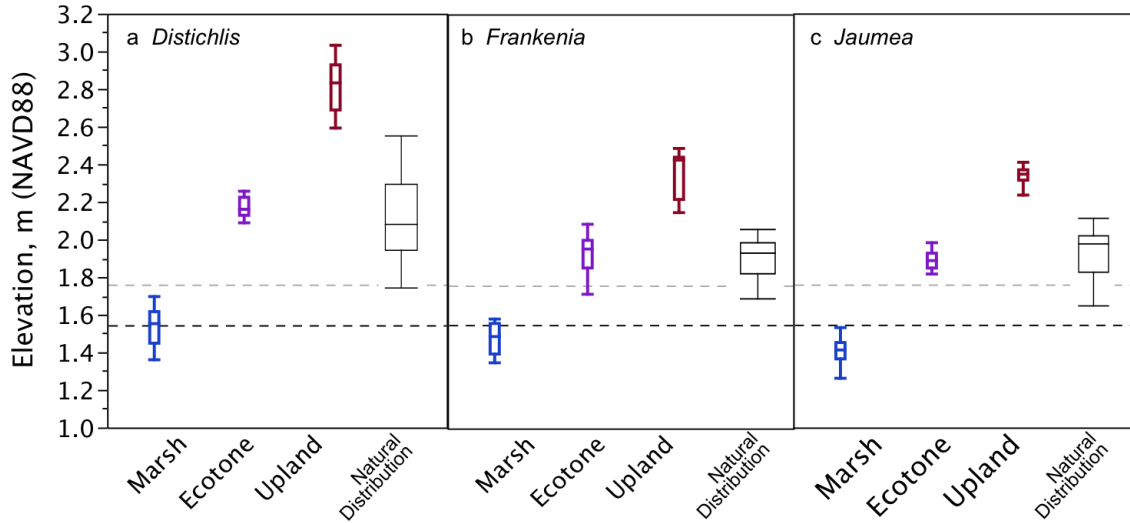 Elevation, m (NAVD88)
3.2
3.0
2.8
2.6
2.4
2.2
2.0
1.8
1.6
1.4
1.2
1.0
a Distichlis
b Frankenia
c Jaumea
Marsh
Ecotone
Upland
Natural
Distribution
Marsh
Ecotone
Upland
Natural
Distribution
Marsh
Ecotone
Upland
Natural
Distribution